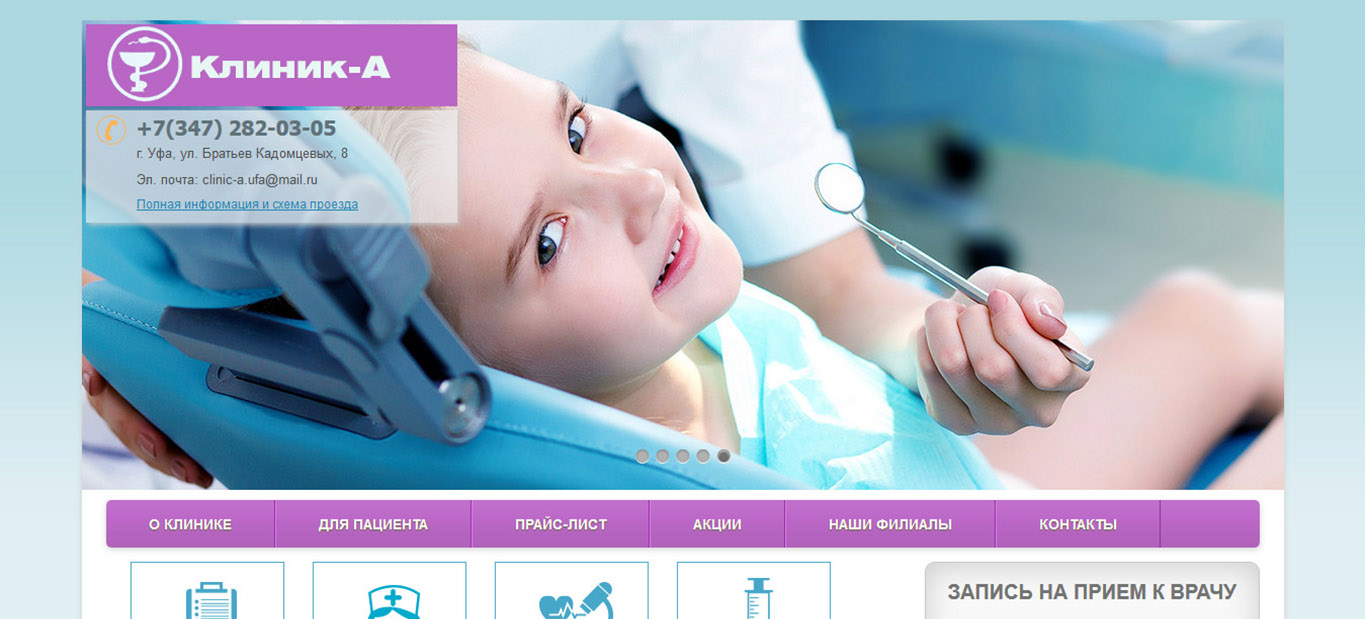 Клиник-А
+7(347) 282-03-05
г. Уфа, ул. Братьев Кадомцевых, 8
Эл. почта: clinic-a.ufa@mail.ru
Полная информация и схема проезда
О КЛИНИКЕ ДЛЯ ПАЦИЕНТА ПРАЙС-ЛИСТ АКЦИИ НАШИ ФИЛИАЛЫ КОНТАКТЫ
ЗАПИСЬ НА ПРИЕМ К ВРАЧУ